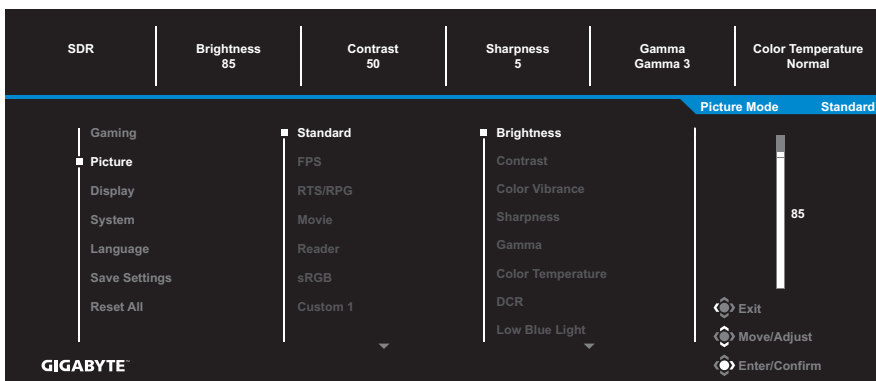 SDR
Brightness
85
Contrast
50
Sharpness
5
Gamma
Gamma 3
Color Temperature
Normal
Picture Mode Standard
Gaming
Picture
Display
System
Language
Save Settings
Reset All
Standard
FPS
RTS/RPG
Movie
Reader
sRGB
Custom 1
Brightness
Contrast
Color Vibrance
Sharpness
Gamma
Color Temperature
DCR
Low Blue Light
85
Exit
Move/Adjust
Enter/Confirm
GIGABYTE™